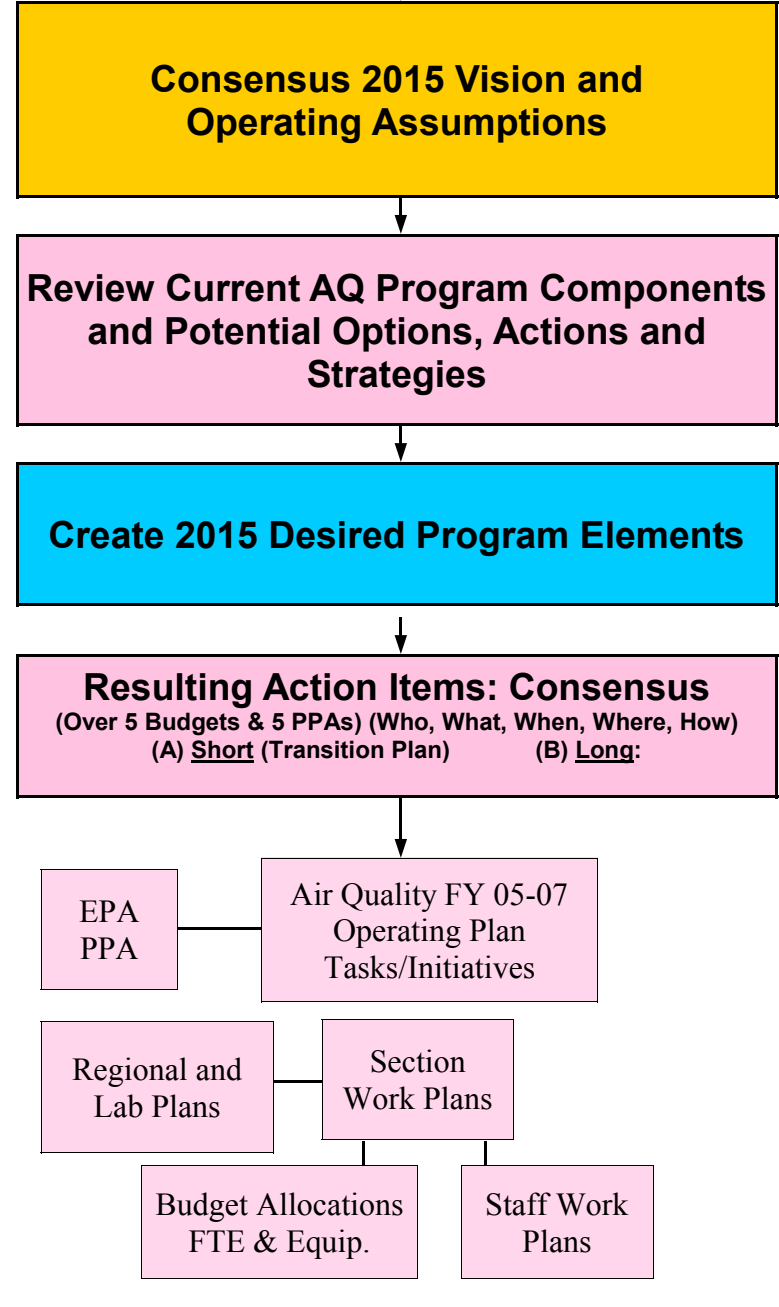 Consensus 2015 Vision and
Operating Assumptions
Review Current AQ Program Components
and Potential Options, Actions and
Strategies
Create 2015 Desired Program Elements
Resulting Action Items: Consensus
(Over 5 Budgets & 5 PPAs) (Who, What, When, Where, How)
(A) Short (Transition Plan) (B) Long:
EPA
PPA
Air Quality FY 05-07
Operating Plan
Tasks/Initiatives
Regional and
Lab Plans
Section
Work Plans
Budget Allocations
FTE & Equip.
Staff Work
Plans